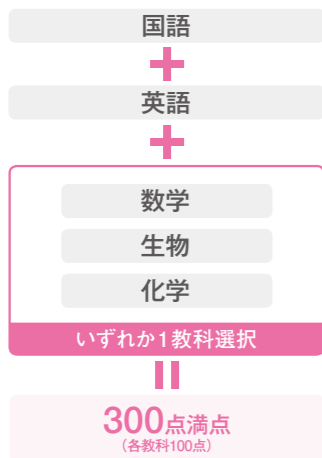 国語
+
英語
+
数学
生物
化学
いずれか1教科選択
300点満点
(各教科100点)